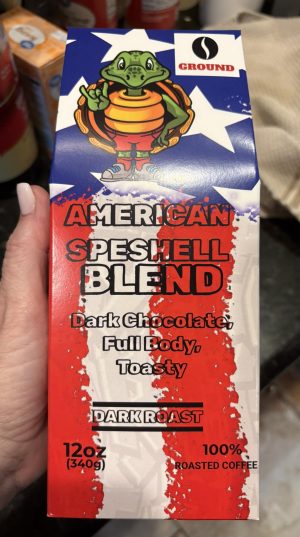 GROUND
AMERICAN
SPESHELL
BLEND
Dark Chocolate,
Full Body,
Toasty
DARK ROAST
12oz
(340g)
100%
ROASTED COFFEE